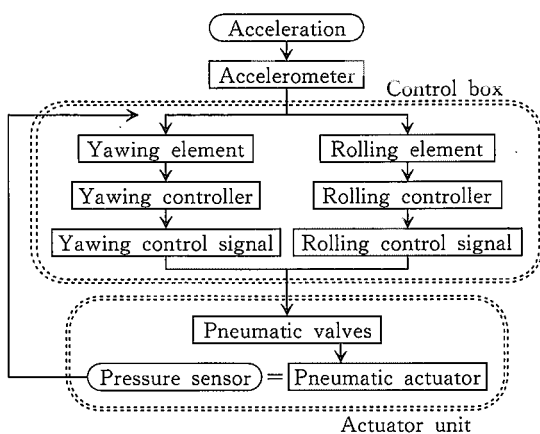 Acceleration
Accelerometer
Control box
Yawing element
Rolling element
Yawing controller
Rolling controller
Yawing control signal
Rolling control signal
Pneumatic valves
Pressure sensor = Pneumatic actuator
Actuator unit